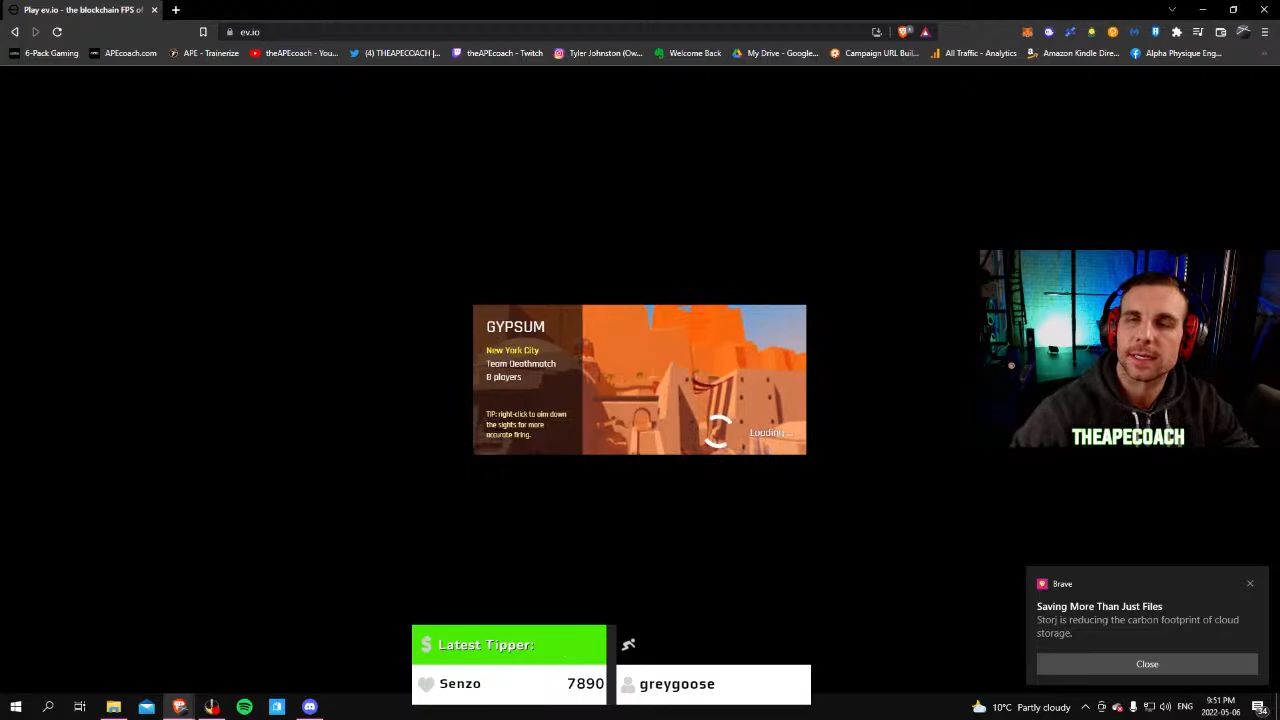 Play ev.io - the blockchain FPS of
ev.io
6-Pack Gaming
APEcoach.com
APE - Trainerize
theAPEcoach - You...
(4) THEAPECOACH |...
theAPEcoach - Twitch
Tyler Johnston (Ow...
Welcome Back
My Drive - Google...
Campaign URL Buil...
All Traffic - Analytics
Amazon Kindle Dire...
Alpha Physique Eng...
GYPSUM
New York City
Team Deathmatch
8 players
TIP: right-click to aim down
the sights for more
accurate firing.
Loading ...
THEAPECOACH
Brave
Saving More Than Just Files
Storj is reducing the carbon footprint of cloud
storage.
Close
$ Latest Tipper:
Senzo 7890
greygoose
10°C Partly cloudy
ENG
9:51 PM
2022-05-06